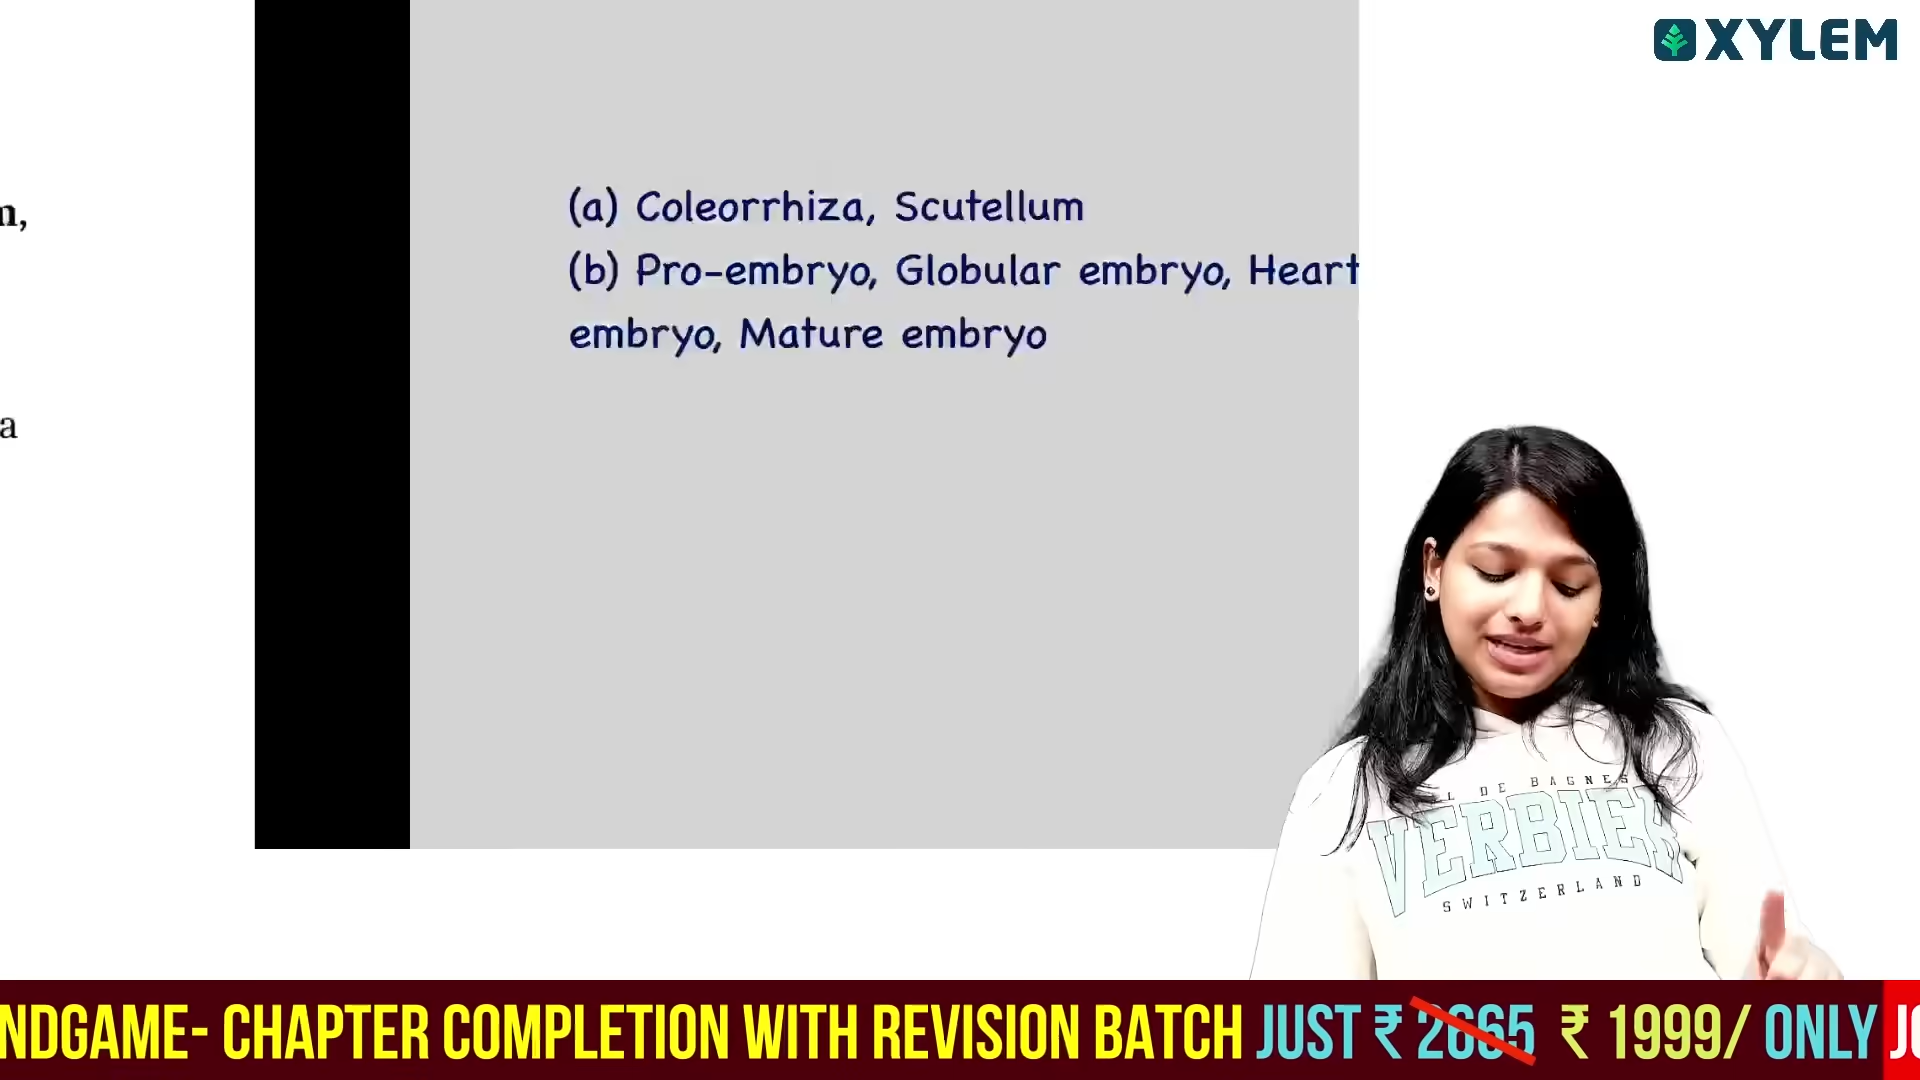 XYLEM
m,
(a) Coleorrhiza, Scutellum
(b) Pro-embryo, Globular embryo, Heart
embryo, Mature embryo
a
DE BAGNES
VERBIER
SWITZERLAND
NDGAME- CHAPTER COMPLETION WITH REVISION BATCH JUST ₹ 2665 ₹ 1999/ ONLY JO